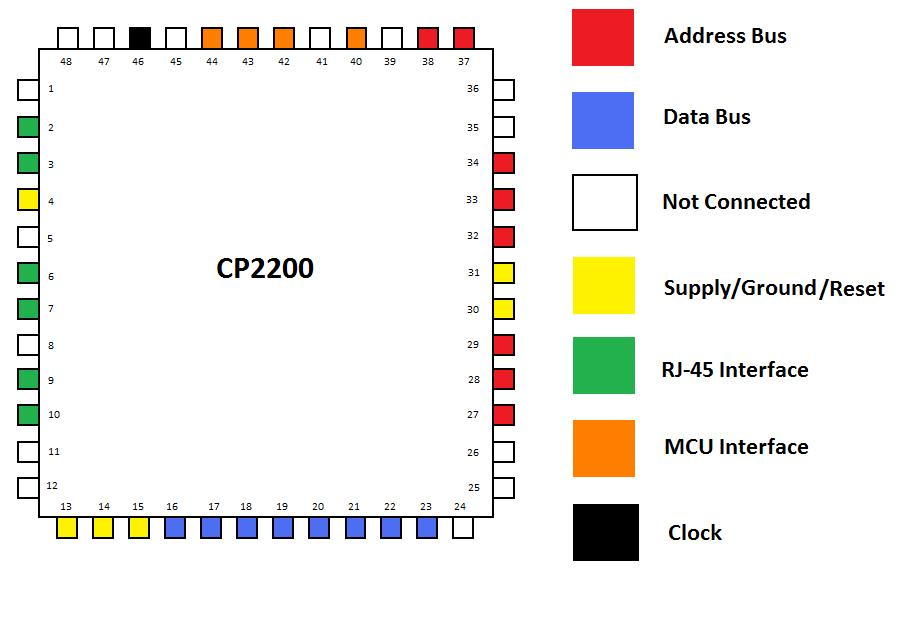 48 47 46 45 44 43 42 41 40 39 38 37
1 36
2 35
3 34
4 33
5 32
6 31
7 30
8 29
9 28
10 27
11 26
12 25
13 14 15 16 17 18 19 20 21 22 23 24
CP2200
Address Bus
Data Bus
Not Connected
Supply/Ground/Reset
RJ-45 Interface
MCU Interface
Clock